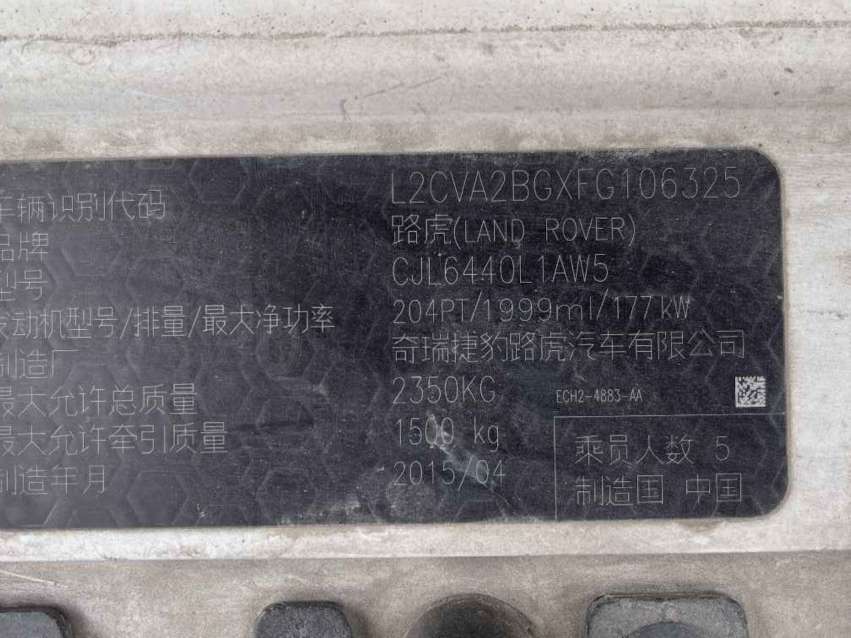 车辆识别代码 L2CVA2BGXFG106325
品牌 路虎(LAND ROVER)
型号 CJL6440L1AW5
发动机型号/排量/最大净功率 204PT/1999ml/177kW
制造厂 奇瑞捷豹路虎汽车有限公司
最大允许总质量 2350KG
ECH2-4883-AA
最大允许牵引质量 1500 kg
乘员人数 5
制造年月 2015/04
制造国 中国